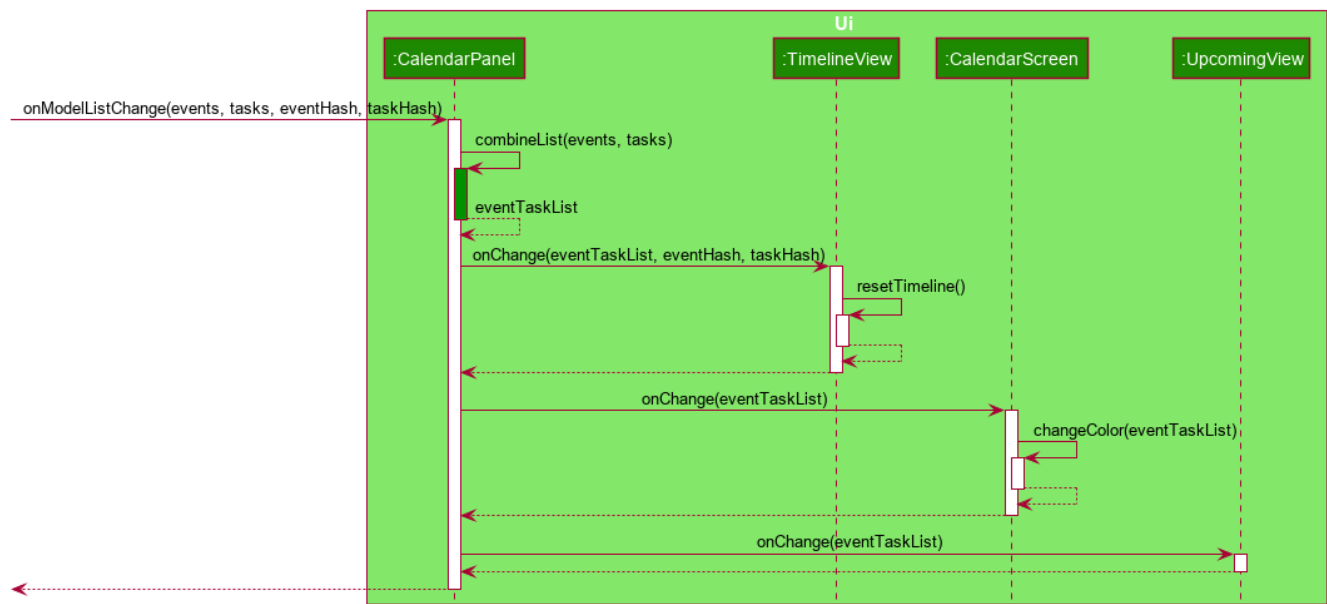 Ui
:CalendarPanel
:TimelineView
:CalendarScreen
:UpcomingView
onModelListChange(events, tasks, eventHash, taskHash)
combineList(events, tasks)
eventTaskList
onChange(eventTaskList, eventHash, taskHash)
resetTimeline()
onChange(eventTaskList)
changeColor(eventTaskList)
onChange(eventTaskList)